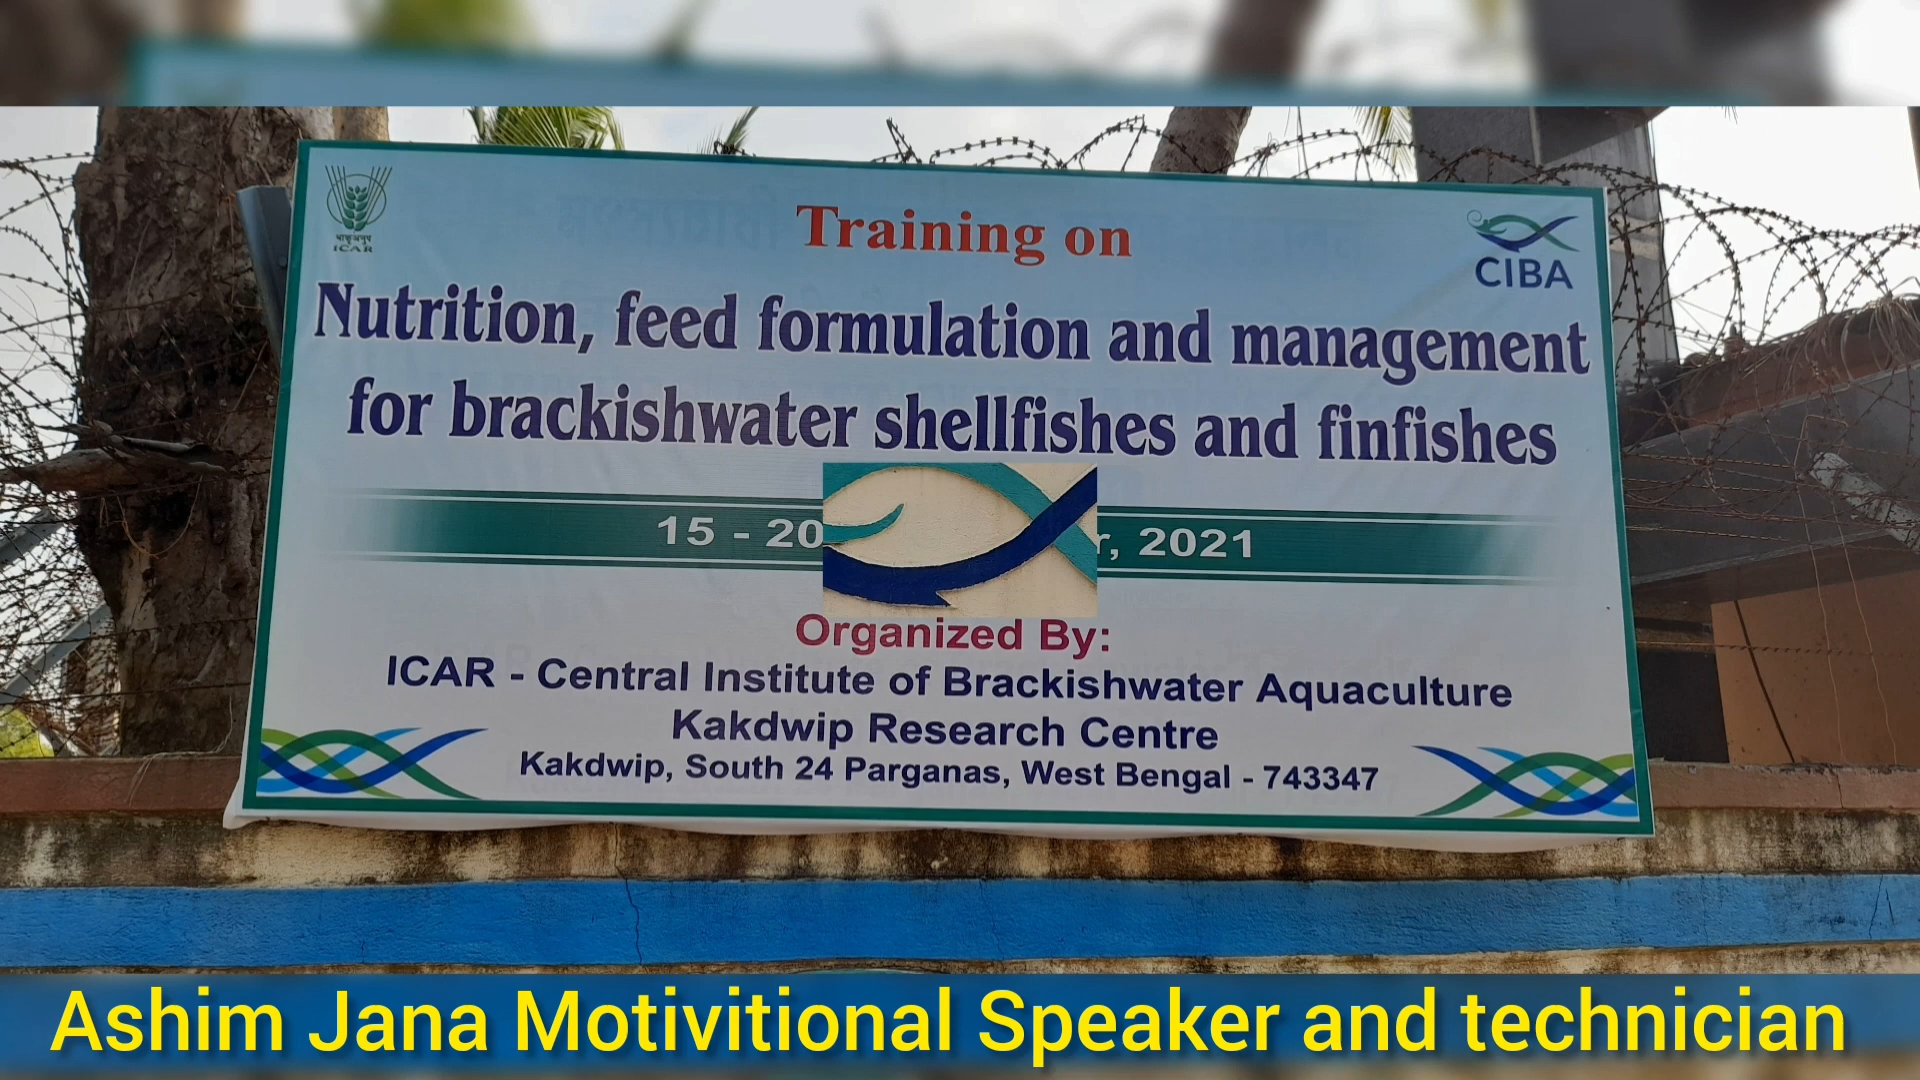 भाकृअनुप
ICAR
CIBA
Training on
Nutrition, feed formulation and management
for brackishwater shellfishes and finfishes
15 - 20 r, 2021
Organized By:
ICAR - Central Institute of Brackishwater Aquaculture
Kakdwip Research Centre
Kakdwip, South 24 Parganas, West Bengal - 743347
Ashim Jana Motivitional Speaker and technician